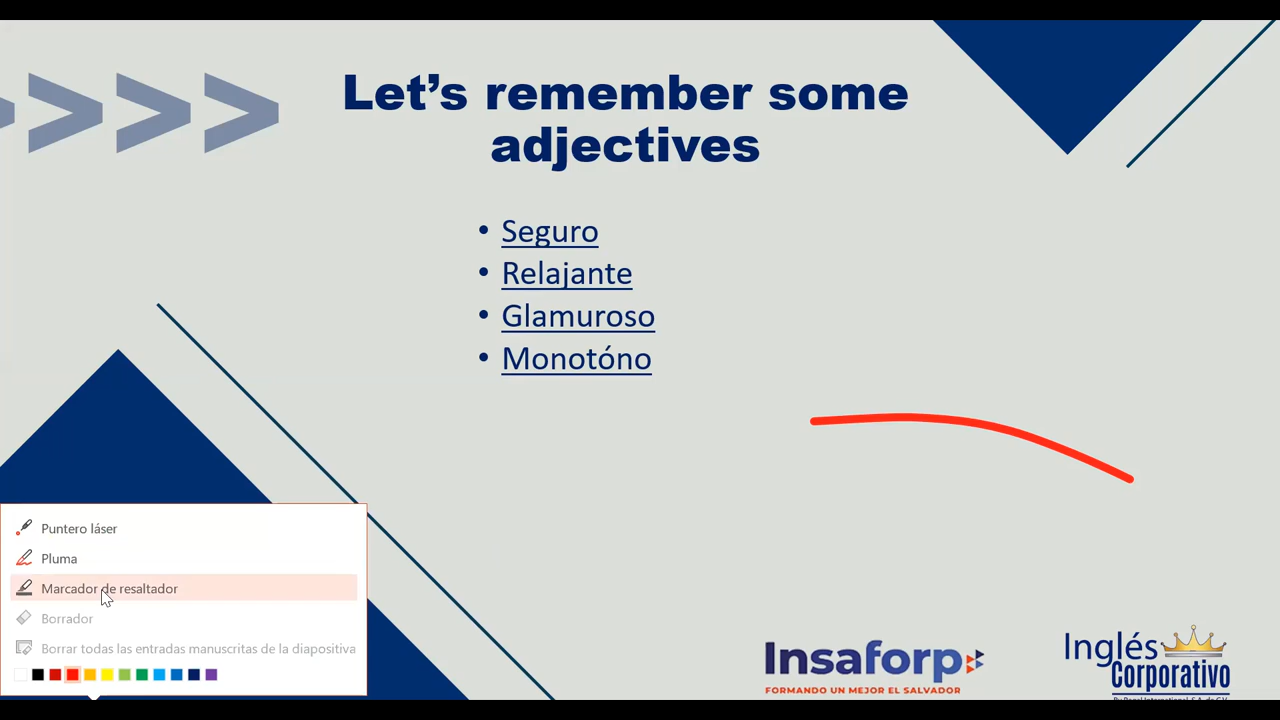 Let’s remember some
adjectives
• Seguro
• Relajante
• Glamuroso
• Monotóno
Puntero láser
Pluma
Marcador de resaltador
Borrador
Borrar todas las entradas manuscritas de la diapositiva
Insaforp
FORMANDO UN MEJOR EL SALVADOR
Inglés
Corporativo